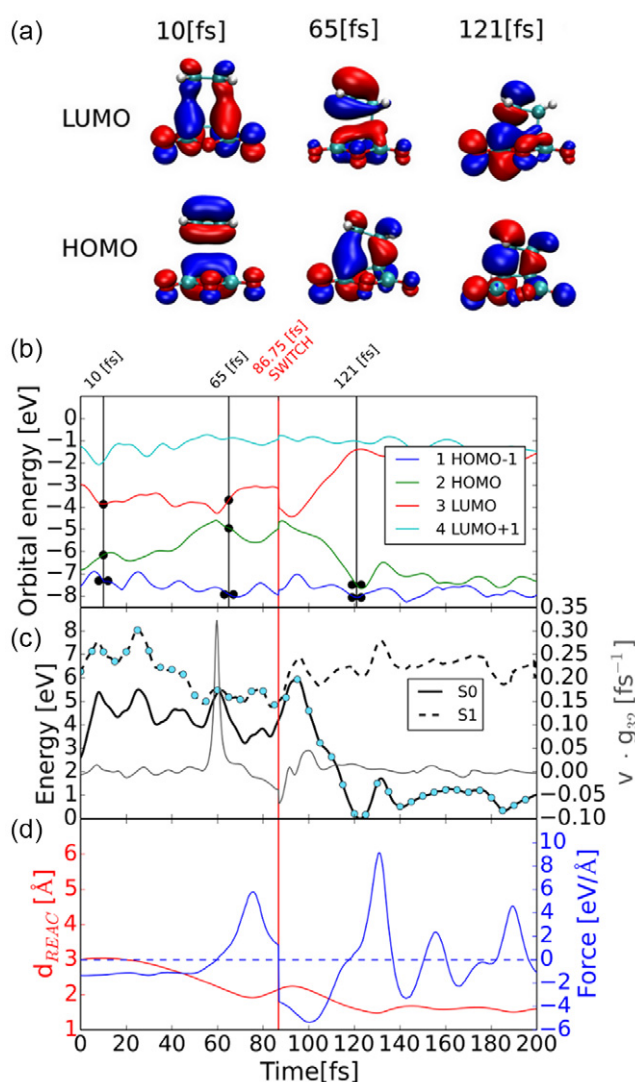 (a)
10[fs] 65[fs] 121[fs]
LUMO
HOMO
(b)
10 [fs]
65 [fs]
86.75 [fs]
SWITCH
121 [fs]
Orbital energy [eV]
0
−1
−2
−3
−4
−5
−6
−7
−8
1 HOMO-1
2 HOMO
3 LUMO
4 LUMO+1
(c)
Energy [eV]
8
7
6
5
4
3
2
1
0
S0
S1
0.35
0.30
0.25
0.20
0.15
0.10
0.05
0.00
−0.05
−0.10
v · g32 [fs−1]
(d)
dREAC [Å]
6
5
4
3
2
1
10
8
6
4
2
0
−2
−4
−6
Force [eV/Å]
0 20 40 60 80 100 120 140 160 180 200
Time[fs]